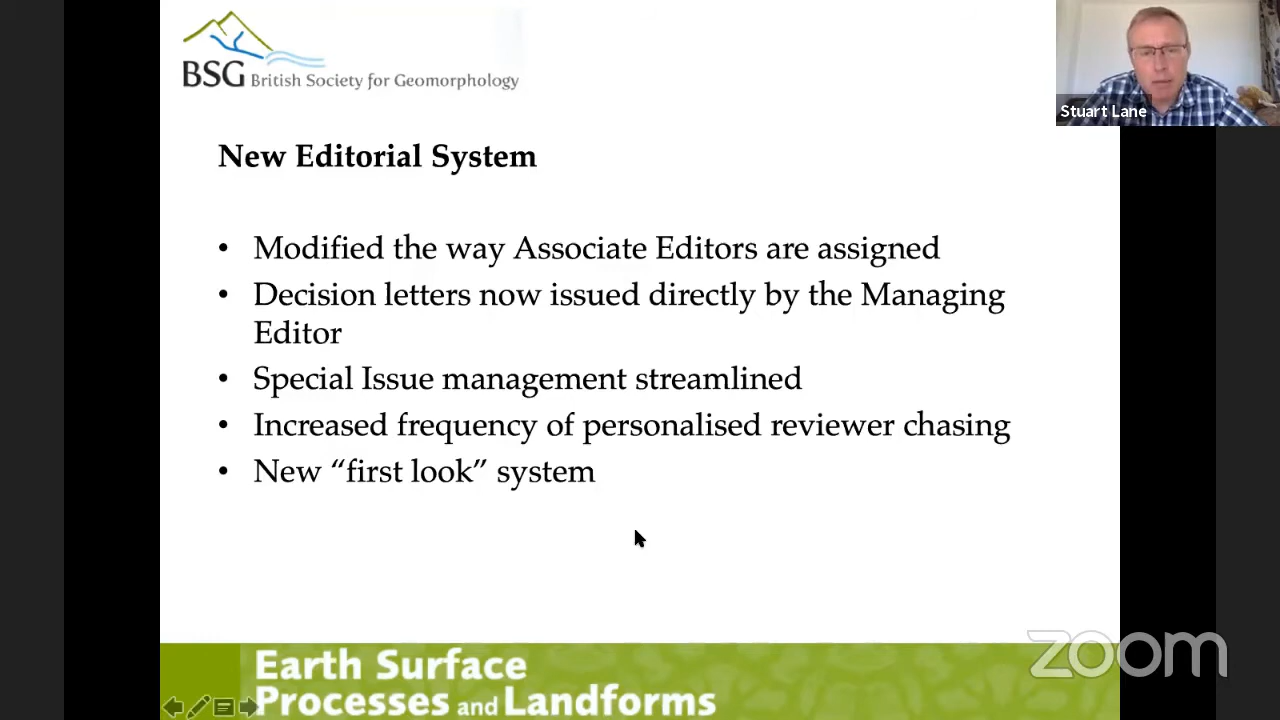 BSG British Society for Geomorphology
Stuart Lane
New Editorial System
• Modified the way Associate Editors are assigned
• Decision letters now issued directly by the Managing
Editor
• Special Issue management streamlined
• Increased frequency of personalised reviewer chasing
• New “first look” system
zoom
Earth Surface
Processes and Landforms